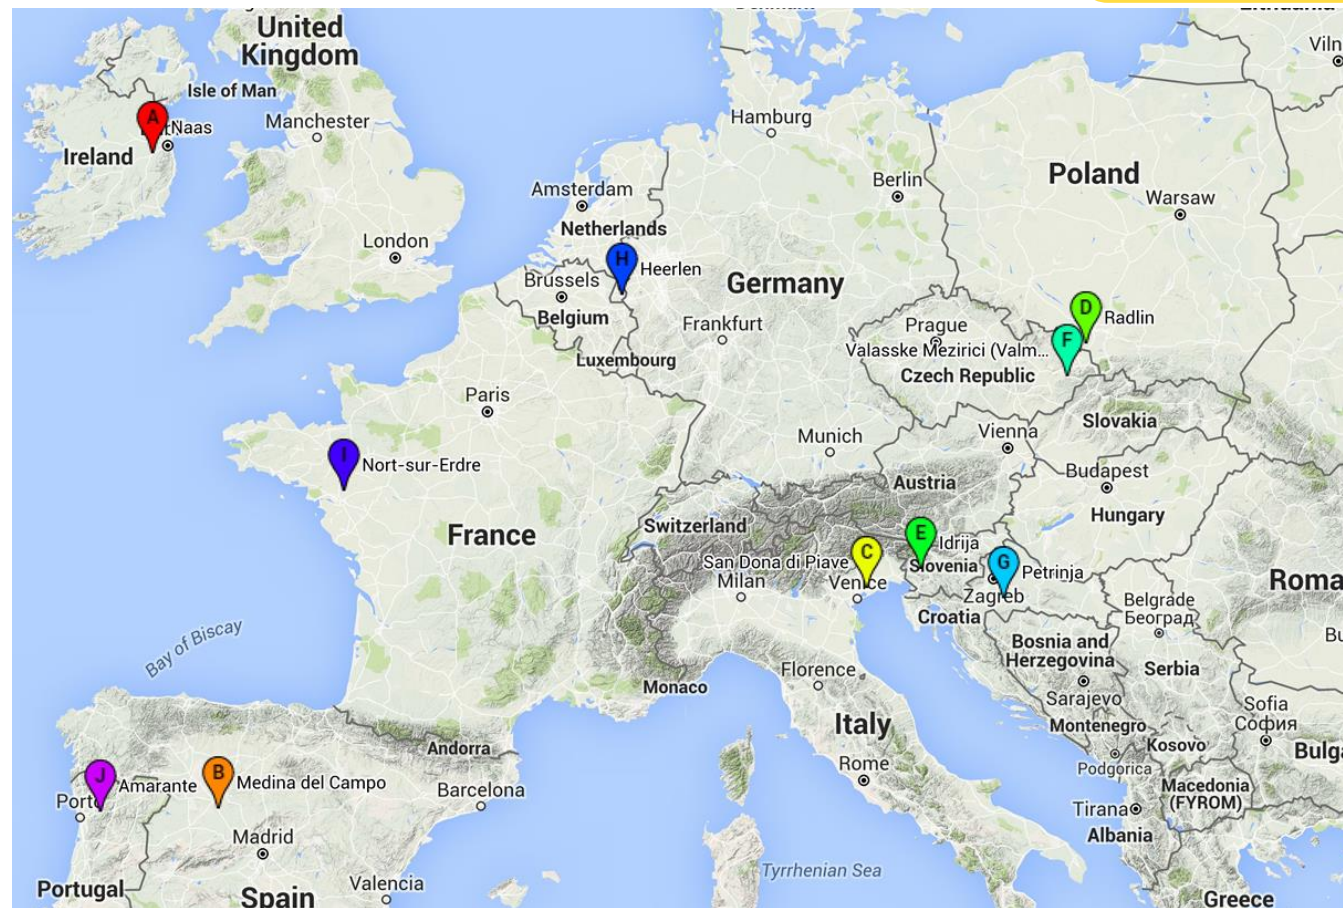 United
Kingdom
Isle of Man
Viln
A
Naas
Manchester
Hamburg
Ireland
Poland
Berlin
Warsaw
Amsterdam
Netherlands
London
H
Heerlen
Brussels
Germany
Belgium
D
Radlin
Frankfurt
Prague
F
Valasske Mezirici (Valm...
Luxembourg
Czech Republic
Paris
Slovakia
Munich
Vienna
I
Nort-sur-Erdre
Budapest
Austria
Hungary
Switzerland
France
E
Idrija
C
San Dona di Piave
Slovenia
G
Petrinja
Milan
Venice
Zagreb
Roma
Belgrade
Београд
Croatia
Bay of Biscay
Bosnia and
Herzegovina
Bu
Florence
Serbia
Monaco
Sarajevo
Sofia
София
Italy
Montenegro
Kosovo
Andorra
Bulga
Rome
Podgorica
J
Amarante
B
Medina del Campo
Barcelona
Macedonia
(FYROM)
Porto
Tirana
Madrid
Albania
Tyrrhenian Sea
Portugal
Valencia
Spain
Greece